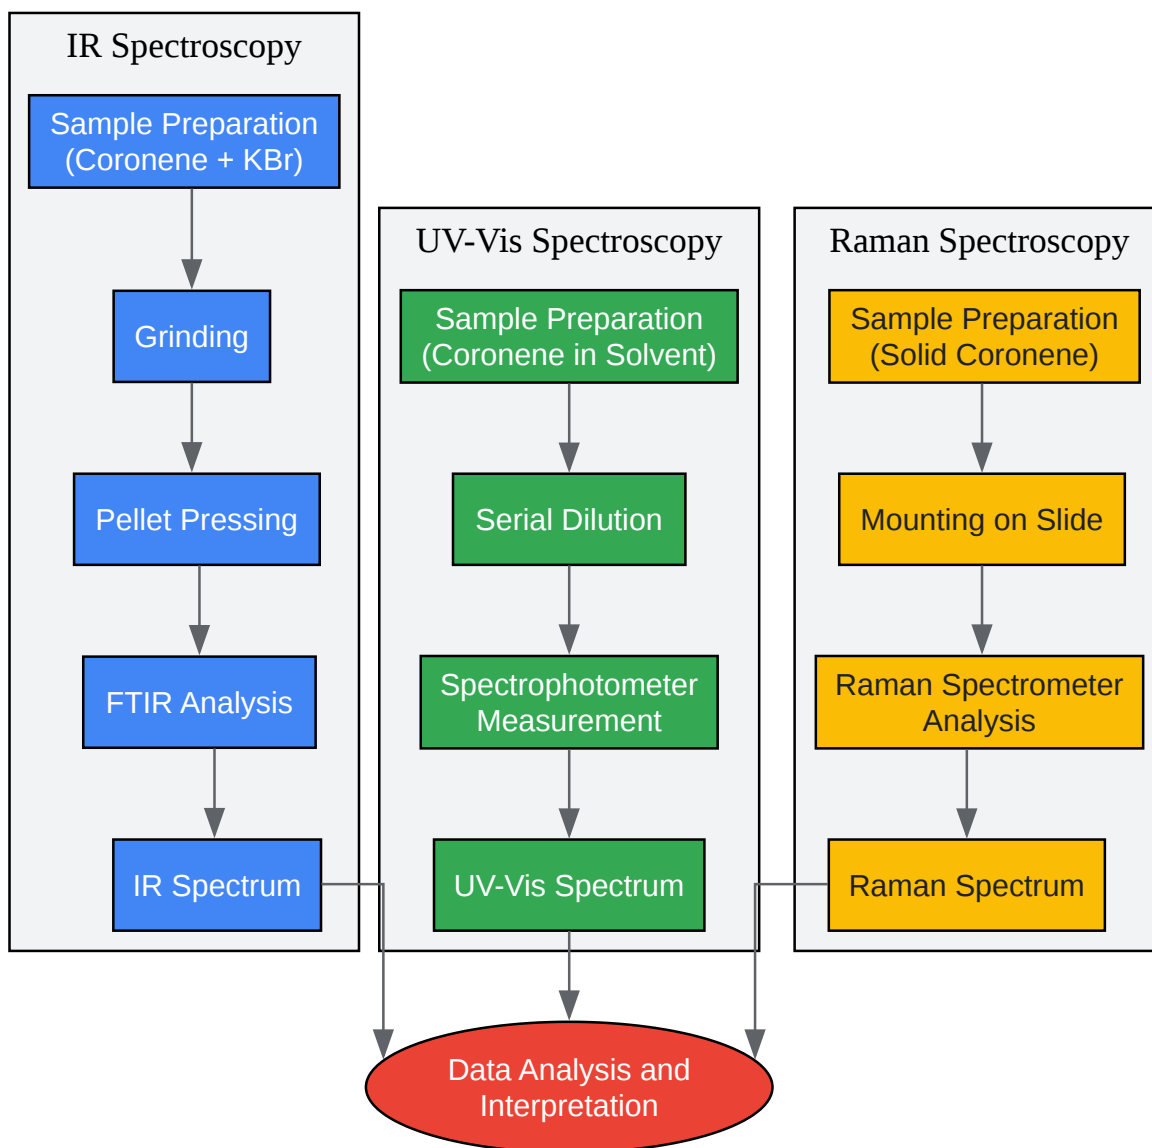 IR Spectroscopy
Sample Preparation
(Coronene + KBr)
Grinding
Pellet Pressing
FTIR Analysis
IR Spectrum
UV-Vis Spectroscopy
Sample Preparation
(Coronene in Solvent)
Serial Dilution
Spectrophotometer
Measurement
UV-Vis Spectrum
Raman Spectroscopy
Sample Preparation
(Solid Coronene)
Mounting on Slide
Raman Spectrometer
Analysis
Raman Spectrum
Data Analysis and
Interpretation